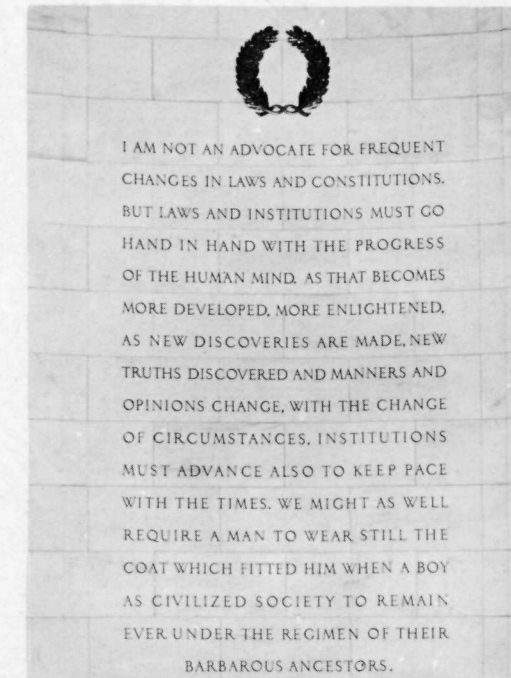 I AM NOT AN ADVOCATE FOR FREQUENT
CHANGES IN LAWS AND CONSTITUTIONS.
BUT LAWS AND INSTITUTIONS MUST GO
HAND IN HAND WITH THE PROGRESS
OF THE HUMAN MIND. AS THAT BECOMES
MORE DEVELOPED, MORE ENLIGHTENED,
AS NEW DISCOVERIES ARE MADE, NEW
TRUTHS DISCOVERED AND MANNERS AND
OPINIONS CHANGE, WITH THE CHANGE
OF CIRCUMSTANCES, INSTITUTIONS
MUST ADVANCE ALSO TO KEEP PACE
WITH THE TIMES. WE MIGHT AS WELL
REQUIRE A MAN TO WEAR STILL THE
COAT WHICH FITTED HIM WHEN A BOY
AS CIVILIZED SOCIETY TO REMAIN
EVER UNDER THE REGIMEN OF THEIR
BARBAROUS ANCESTORS.